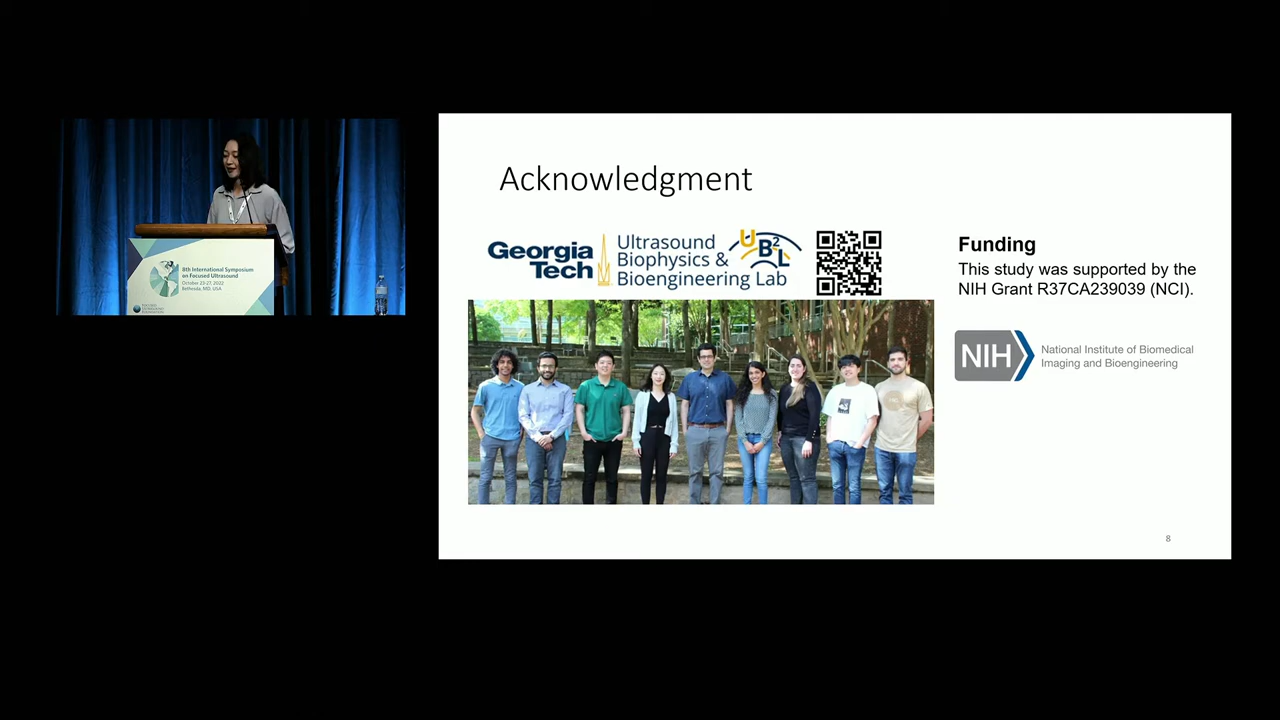 8th International Symposium
on Focused Ultrasound
October 23-27, 2022
Bethesda, MD, USA
Acknowledgment
Georgia
Tech
Ultrasound
Biophysics &
Bioengineering Lab
UB2L
Funding
This study was supported by the
NIH Grant R37CA239039 (NCI).
NIH
National Institute of Biomedical
Imaging and Bioengineering
8